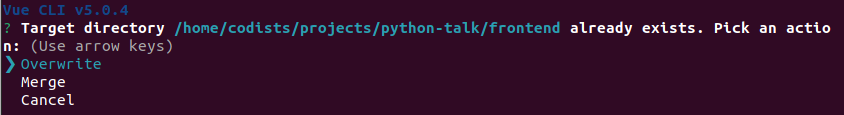 Vue CLI v5.0.4
? Target directory /home/codists/projects/python-talk/frontend already exists. Pick an actio
n: (Use arrow keys)
❯ Overwrite
Merge
Cancel